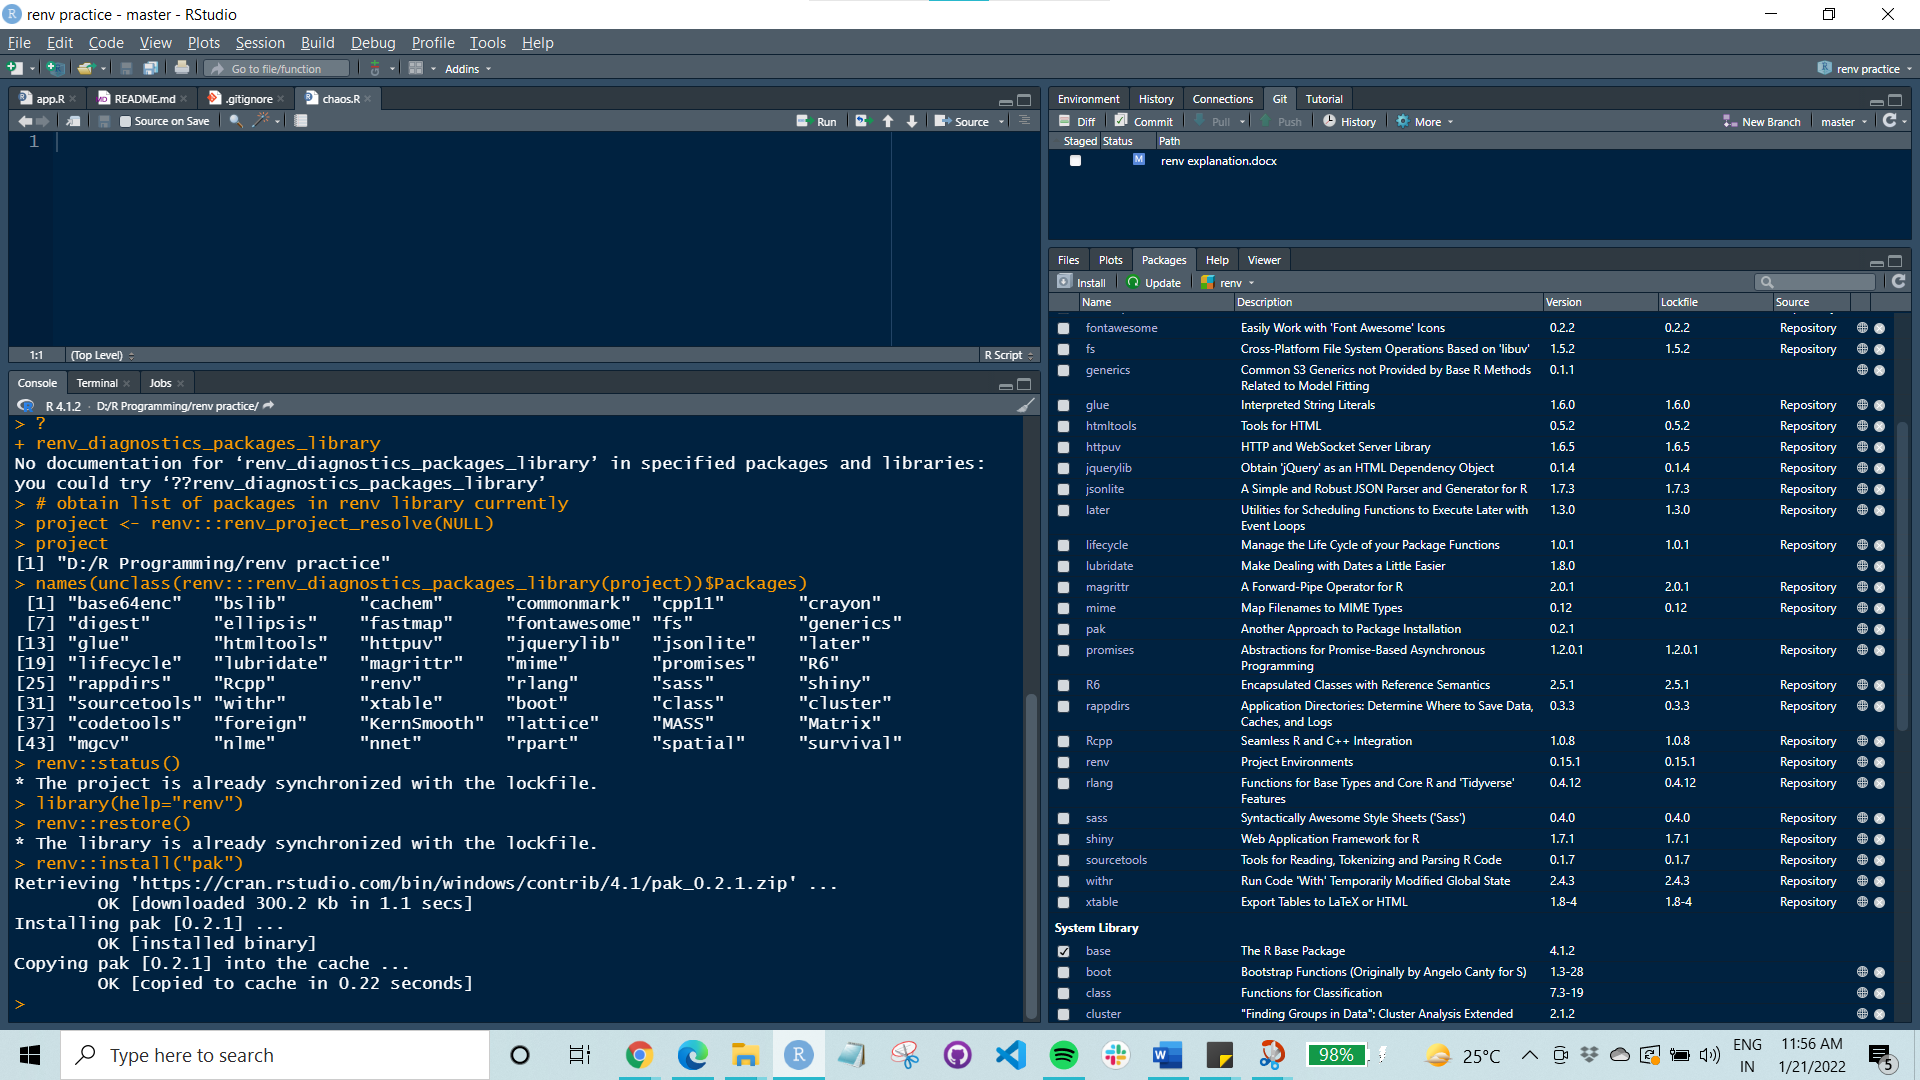 renv practice - master - RStudio
File Edit Code View Plots Session Build Debug Profile Tools Help
Go to file/function Addins renv practice
app.R README.md .gitignore chaos.R
Source on Save Run Source
1
1:1 (Top Level) R Script
Console Terminal Jobs
R 4.1.2 · D:/R Programming/renv practice/
> ?
+ renv_diagnostics_packages_library
No documentation for ‘renv_diagnostics_packages_library’ in specified packages and libraries:
you could try ‘??renv_diagnostics_packages_library’
> # obtain list of packages in renv library currently
> project <- renv:::renv_project_resolve(NULL)
> project
[1] "D:/R Programming/renv practice"
> names(unclass(renv:::renv_diagnostics_packages_library(project))$Packages)
[1] "base64enc" "bslib" "cachem" "commonmark" "cpp11" "crayon"
[7] "digest" "ellipsis" "fastmap" "fontawesome" "fs" "generics"
[13] "glue" "htmltools" "httpuv" "jquerylib" "jsonlite" "later"
[19] "lifecycle" "lubridate" "magrittr" "mime" "promises" "R6"
[25] "rappdirs" "Rcpp" "renv" "rlang" "sass" "shiny"
[31] "sourcetools" "withr" "xtable" "boot" "class" "cluster"
[37] "codetools" "foreign" "KernSmooth" "lattice" "MASS" "Matrix"
[43] "mgcv" "nlme" "nnet" "rpart" "spatial" "survival"
> renv::status()
* The project is already synchronized with the lockfile.
> library(help="renv")
> renv::restore()
* The library is already synchronized with the lockfile.
> renv::install("pak")
Retrieving 'https://cran.rstudio.com/bin/windows/contrib/4.1/pak_0.2.1.zip' ...
OK [downloaded 300.2 Kb in 1.1 secs]
Installing pak [0.2.1] ...
OK [installed binary]
Copying pak [0.2.1] into the cache ...
OK [copied to cache in 0.22 seconds]
>
Environment History Connections Git Tutorial
Diff Commit Pull Push History More New Branch master
Staged Status Path
M renv explanation.docx
Files Plots Packages Help Viewer
Install Update renv
Name Description Version Lockfile Source
fontawesome Easily Work with 'Font Awesome' Icons 0.2.2 0.2.2 Repository
fs Cross-Platform File System Operations Based on 'libuv' 1.5.2 1.5.2 Repository
generics Common S3 Generics not Provided by Base R Methods 0.1.1
Related to Model Fitting
glue Interpreted String Literals 1.6.0 1.6.0 Repository
htmltools Tools for HTML 0.5.2 0.5.2 Repository
httpuv HTTP and WebSocket Server Library 1.6.5 1.6.5 Repository
jquerylib Obtain 'jQuery' as an HTML Dependency Object 0.1.4 0.1.4 Repository
jsonlite A Simple and Robust JSON Parser and Generator for R 1.7.3 1.7.3 Repository
later Utilities for Scheduling Functions to Execute Later with 1.3.0 1.3.0 Repository
Event Loops
lifecycle Manage the Life Cycle of your Package Functions 1.0.1 1.0.1 Repository
lubridate Make Dealing with Dates a Little Easier 1.8.0
magrittr A Forward-Pipe Operator for R 2.0.1 2.0.1 Repository
mime Map Filenames to MIME Types 0.12 0.12 Repository
pak Another Approach to Package Installation 0.2.1
promises Abstractions for Promise-Based Asynchronous 1.2.0.1 1.2.0.1 Repository
Programming
R6 Encapsulated Classes with Reference Semantics 2.5.1 2.5.1 Repository
rappdirs Application Directories: Determine Where to Save Data, 0.3.3 0.3.3 Repository
Caches, and Logs
Rcpp Seamless R and C++ Integration 1.0.8 1.0.8 Repository
renv Project Environments 0.15.1 0.15.1 Repository
rlang Functions for Base Types and Core R and 'Tidyverse' 0.4.12 0.4.12 Repository
Features
sass Syntactically Awesome Style Sheets ('Sass') 0.4.0 0.4.0 Repository
shiny Web Application Framework for R 1.7.1 1.7.1 Repository
sourcetools Tools for Reading, Tokenizing and Parsing R Code 0.1.7 0.1.7 Repository
withr Run Code 'With' Temporarily Modified Global State 2.4.3 2.4.3 Repository
xtable Export Tables to LaTeX or HTML 1.8-4 1.8-4 Repository
System Library
base The R Base Package 4.1.2
boot Bootstrap Functions (Originally by Angelo Canty for S) 1.3-28
class Functions for Classification 7.3-19
cluster "Finding Groups in Data": Cluster Analysis Extended 2.1.2
Type here to search
98% 25°C ENG 11:56 AM
IN 1/21/2022 5